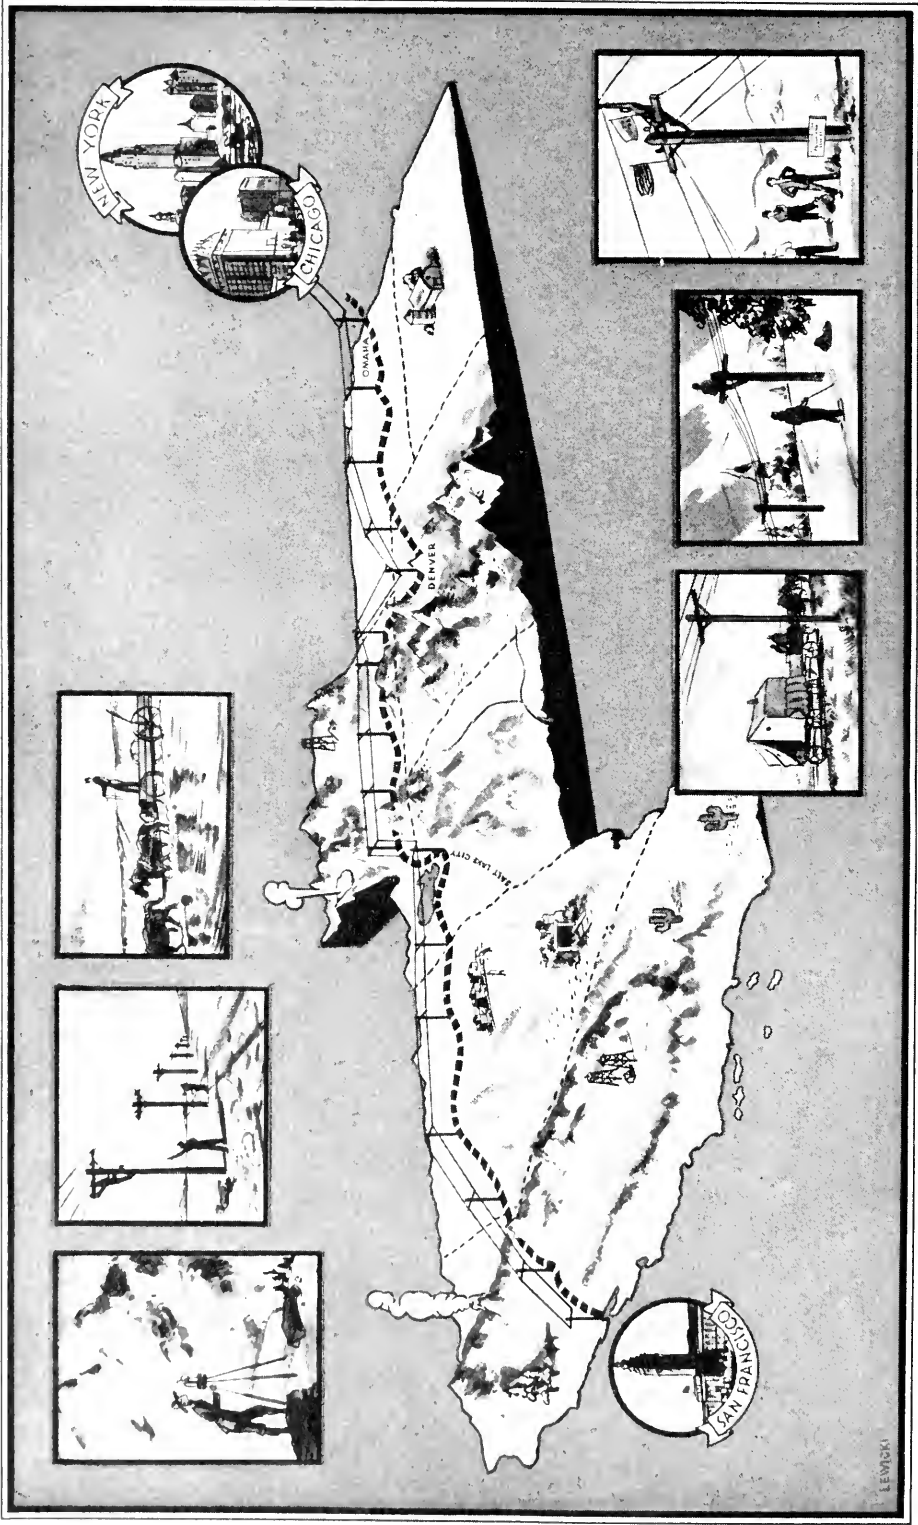 NEW YORK
CHICAGO
OMAHA
DENVER
SALT LAKE CITY
SAN FRANCISCO
LEWICKI